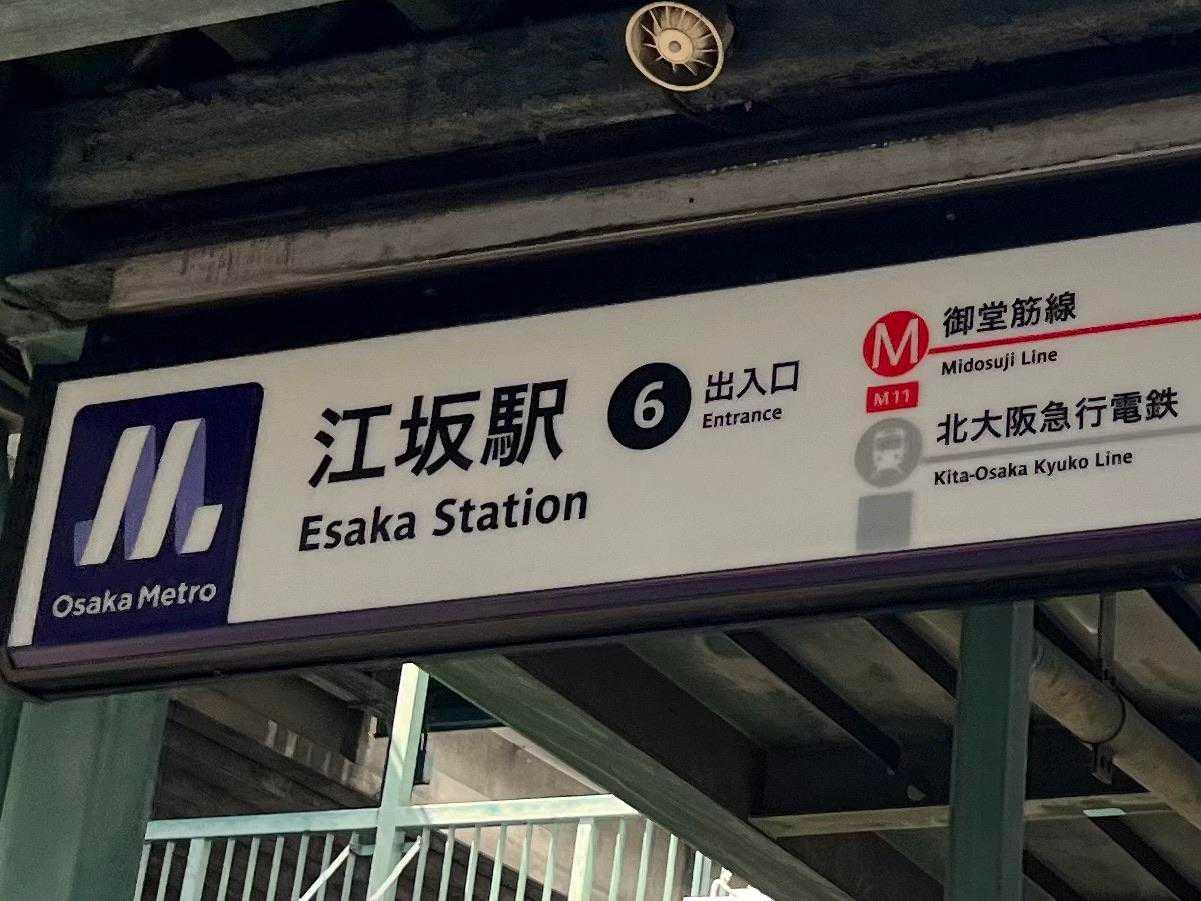 Osaka Metro
江坂駅
Esaka Station
6
出入口
Entrance
M
御堂筋線
Midosuji Line
M11
北大阪急行電鉄
Kita-Osaka Kyuko Line